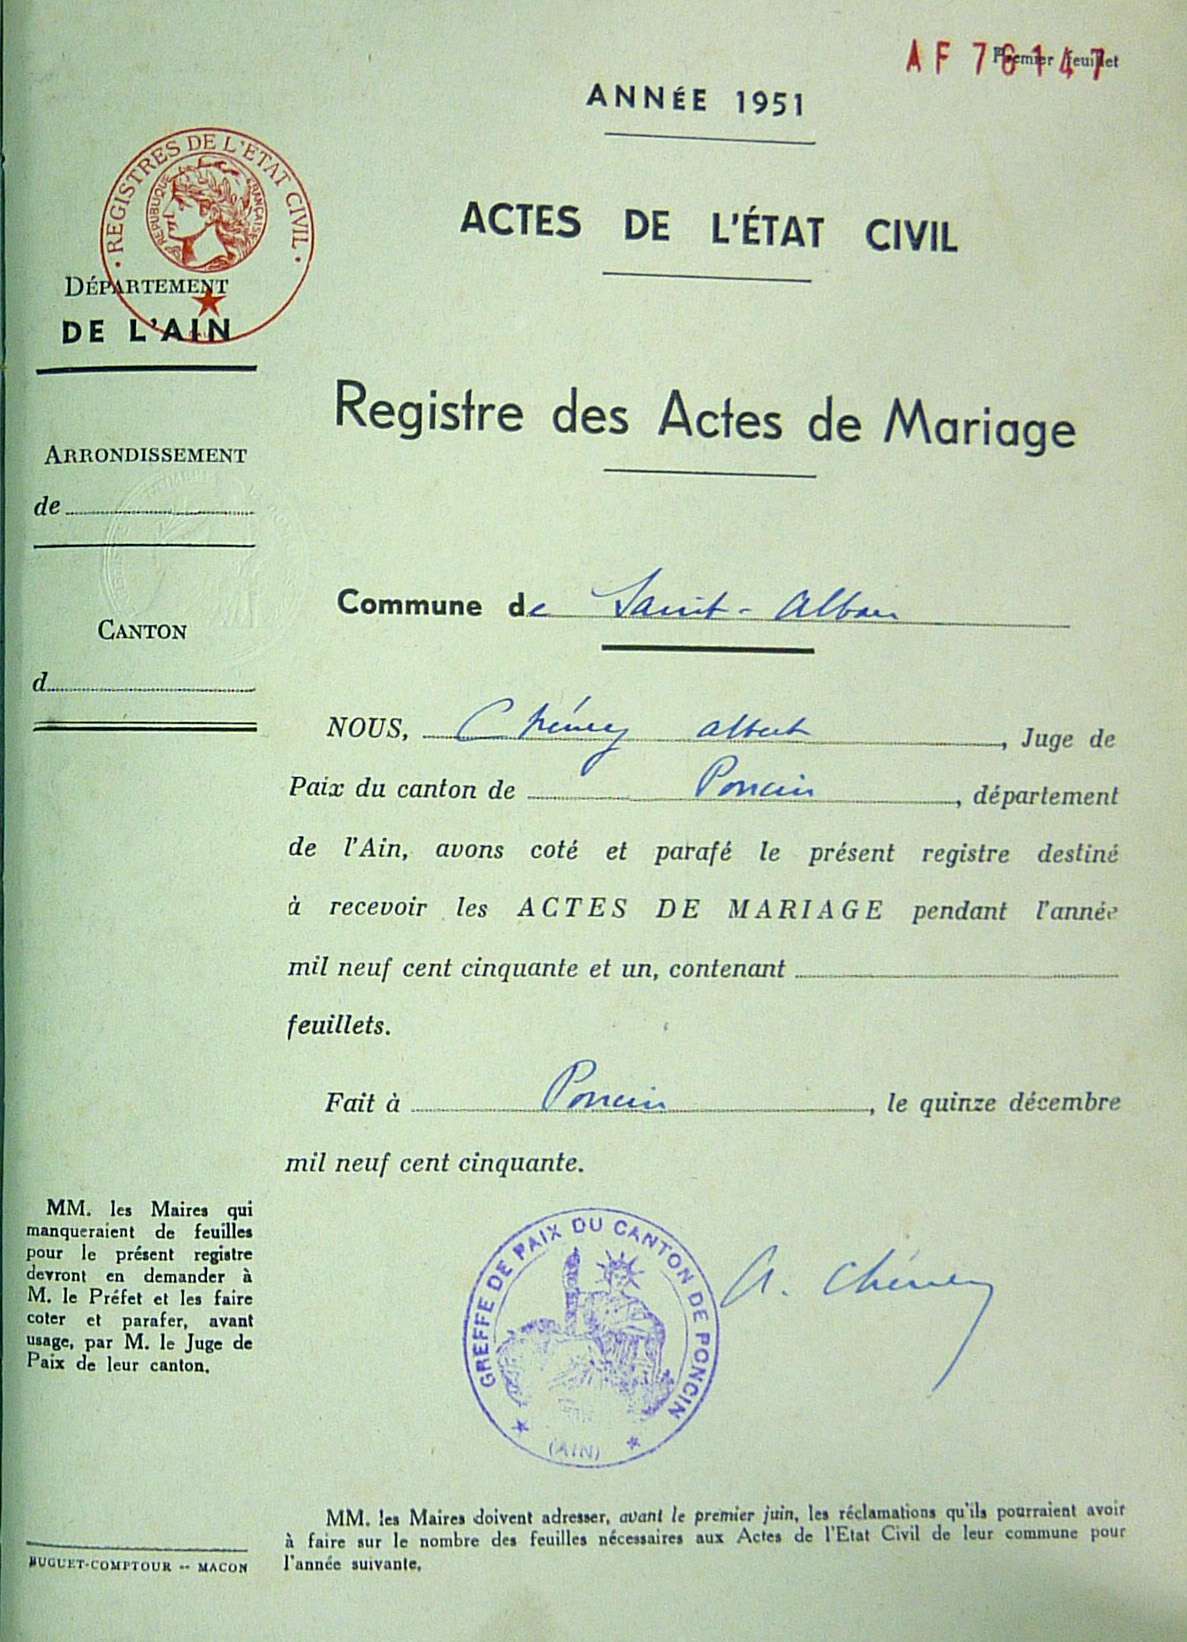 AF 76147
Premier feuillet
ANNÉE 1951
ACTES DE L'ÉTAT CIVIL
REGISTRES DE L'ETAT CIVIL
RÉPUBLIQUE FRANÇAISE
DÉPARTEMENT
DE L'AIN
Registre des Actes de Mariage
ARRONDISSEMENT
de
CANTON
d
Commune de Saint-Alban
NOUS, Chéney Albert, Juge de
Paix du canton de Poncin, département
de l'Ain, avons coté et parafé le présent registre destiné
à recevoir les ACTES DE MARIAGE pendant l'année
mil neuf cent cinquante et un, contenant
feuillets.
Fait à Poncin, le quinze décembre
mil neuf cent cinquante.
MM. les Maires qui
manqueraient de feuilles
pour le présent registre
devront en demander à
M. le Préfet et les faire
coter et parafer, avant
usage, par M. le Juge de
Paix de leur canton.
GREFFE DE PAIX DU CANTON DE PONCIN
(AIN)
A. Chéney
MM. les Maires doivent adresser, avant le premier juin, les réclamations qu'ils pourraient avoir
à faire sur le nombre des feuilles nécessaires aux Actes de l'Etat Civil de leur commune pour
l'année suivante.
BUGUET-COMPTOUR -- MACON